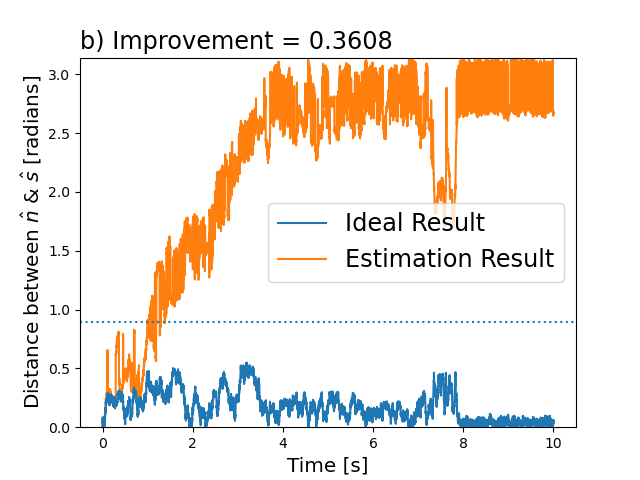 b) Improvement = 0.3608
Distance between n̂ & ŝ [radians]
3.0
2.5
2.0
1.5
1.0
0.5
0.0
Ideal Result
Estimation Result
0 2 4 6 8 10
Time [s]